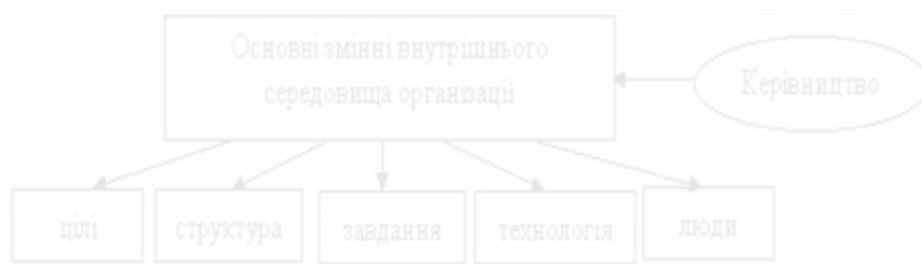 Основні змінні внутрішнього
середовища організації
Керівництво
цілі
структура
завдання
технологія
люди